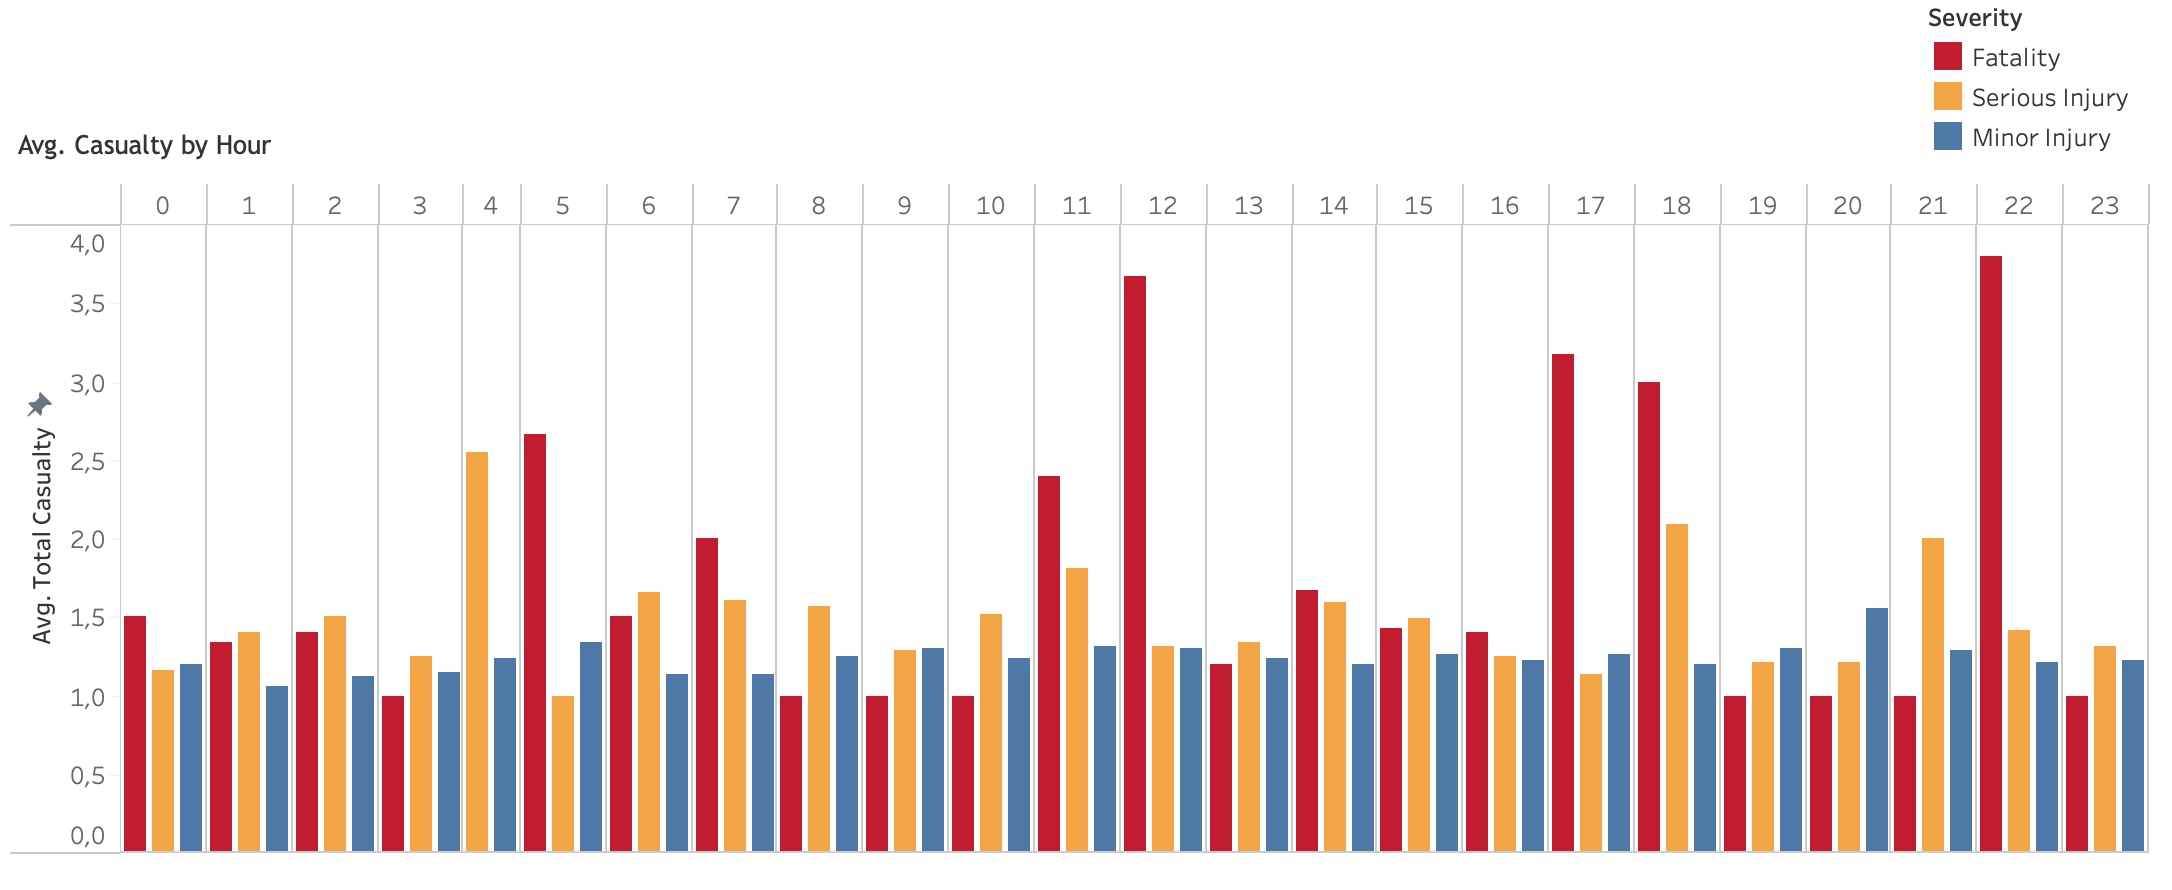 Severity
Fatality
Serious Injury
Minor Injury
Avg. Casualty by Hour
0 1 2 3 4 5 6 7 8 9 10 11 12 13 14 15 16 17 18 19 20 21 22 23
4,0
3,5
3,0
2,5
2,0
1,5
1,0
0,5
0,0
Avg. Total Casualty